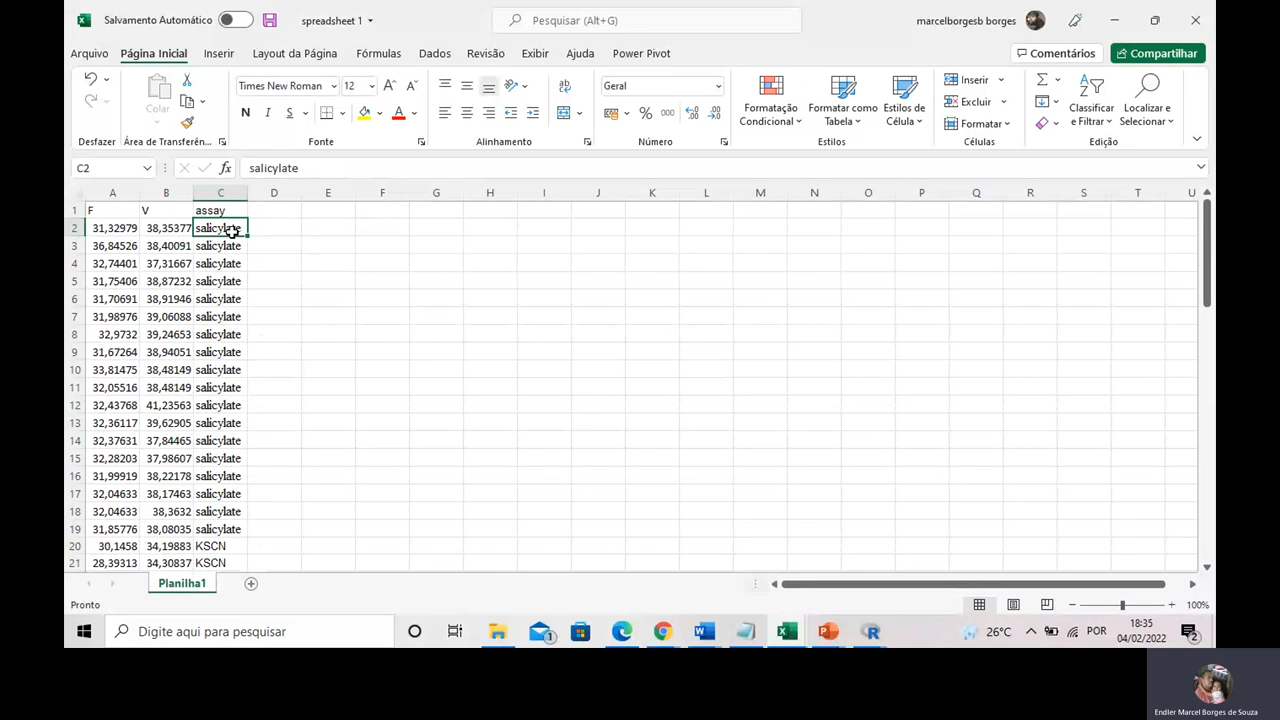 Salvamento Automático
spreadsheet 1
Pesquisar (Alt+G)
marcelborgesb borges
Arquivo Página Inicial Inserir Layout da Página Fórmulas Dados Revisão Exibir Ajuda Power Pivot Comentários Compartilhar
Colar
Times New Roman 12
Geral
Formatação Condicional
Formatar como Tabela
Estilos de Célula
Inserir
Excluir
Formatar
Classificar e Filtrar
Localizar e Selecionar
Desfazer Área de Transferên... Fonte Alinhamento Número Estilos Células Edição
C2 fx salicylate
A B C D E F G H I J K L M N O P Q R S T U
1 F V assay
2 31,32979 38,35377 salicylate
3 36,84526 38,40091 salicylate
4 32,74401 37,31667 salicylate
5 31,75406 38,87232 salicylate
6 31,70691 38,91946 salicylate
7 31,98976 39,06088 salicylate
8 32,9732 39,24653 salicylate
9 31,67264 38,94051 salicylate
10 33,81475 38,48149 salicylate
11 32,05516 38,48149 salicylate
12 32,43768 41,23563 salicylate
13 32,36117 39,62905 salicylate
14 32,37631 37,84465 salicylate
15 32,28203 37,98607 salicylate
16 31,99919 38,22178 salicylate
17 32,04633 38,17463 salicylate
18 32,04633 38,3632 salicylate
19 31,85776 38,08035 salicylate
20 30,1458 34,19883 KSCN
21 28,39313 34,30837 KSCN
Planilha1
Pronto
100%
Digite aqui para pesquisar
26°C
POR
18:35
04/02/2022
Endler Marcel Borges de Souza